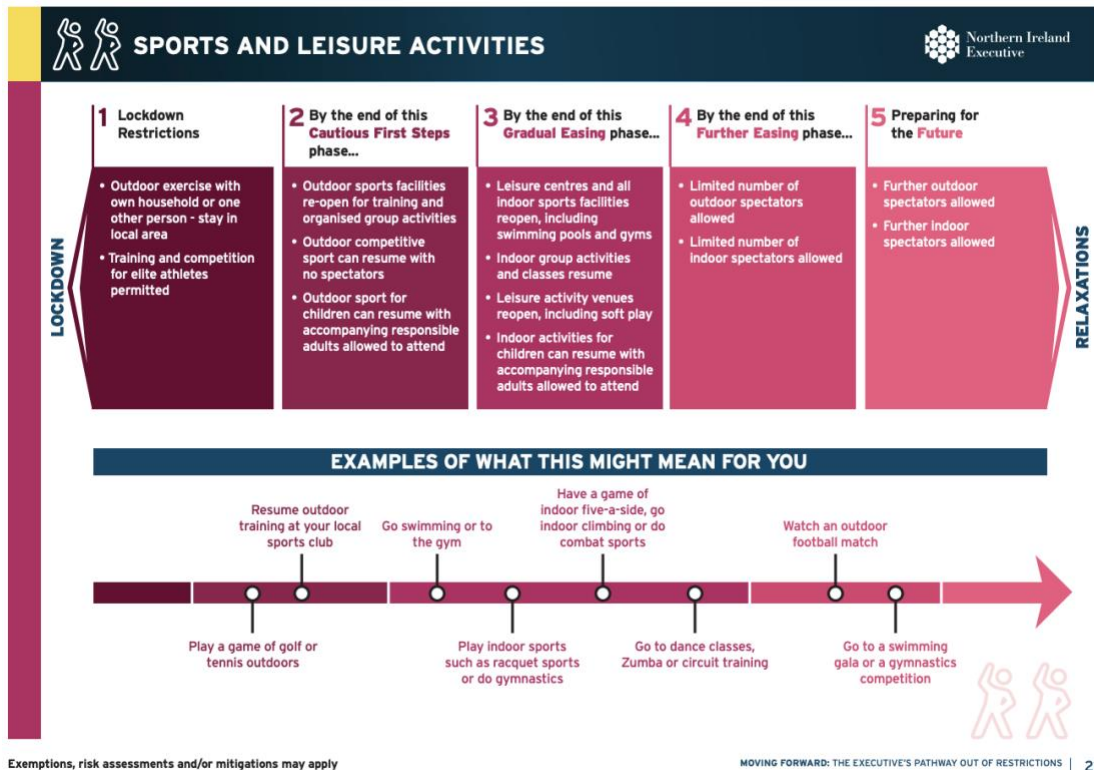 SPORTS AND LEISURE ACTIVITIES
Northern Ireland
Executive
LOCKDOWN
1 Lockdown
Restrictions
• Outdoor exercise with
own household or one
other person - stay in
local area
• Training and competition
for elite athletes
permitted
2 By the end of this
Cautious First Steps
phase...
• Outdoor sports facilities
re-open for training and
organised group activities
• Outdoor competitive
sport can resume with
no spectators
• Outdoor sport for
children can resume with
accompanying responsible
adults allowed to attend
3 By the end of this
Gradual Easing phase...
• Leisure centres and all
indoor sports facilities
reopen, including
swimming pools and gyms
• Indoor group activities
and classes resume
• Leisure activity venues
reopen, including soft play
• Indoor activities for
children can resume with
accompanying responsible
adults allowed to attend
4 By the end of this
Further Easing phase...
• Limited number of
outdoor spectators
allowed
• Limited number of
indoor spectators allowed
5 Preparing for
the Future
• Further outdoor
spectators allowed
• Further indoor
spectators allowed
RELAXATIONS
EXAMPLES OF WHAT THIS MIGHT MEAN FOR YOU
Play a game of golf or
tennis outdoors
Resume outdoor
training at your local
sports club
Go swimming or to
the gym
Play indoor sports
such as racquet sports
or do gymnastics
Have a game of
indoor five-a-side, go
indoor climbing or do
combat sports
Go to dance classes,
Zumba or circuit training
Watch an outdoor
football match
Go to a swimming
gala or a gymnastics
competition
Exemptions, risk assessments and/or mitigations may apply
MOVING FORWARD: THE EXECUTIVE'S PATHWAY OUT OF RESTRICTIONS | 2